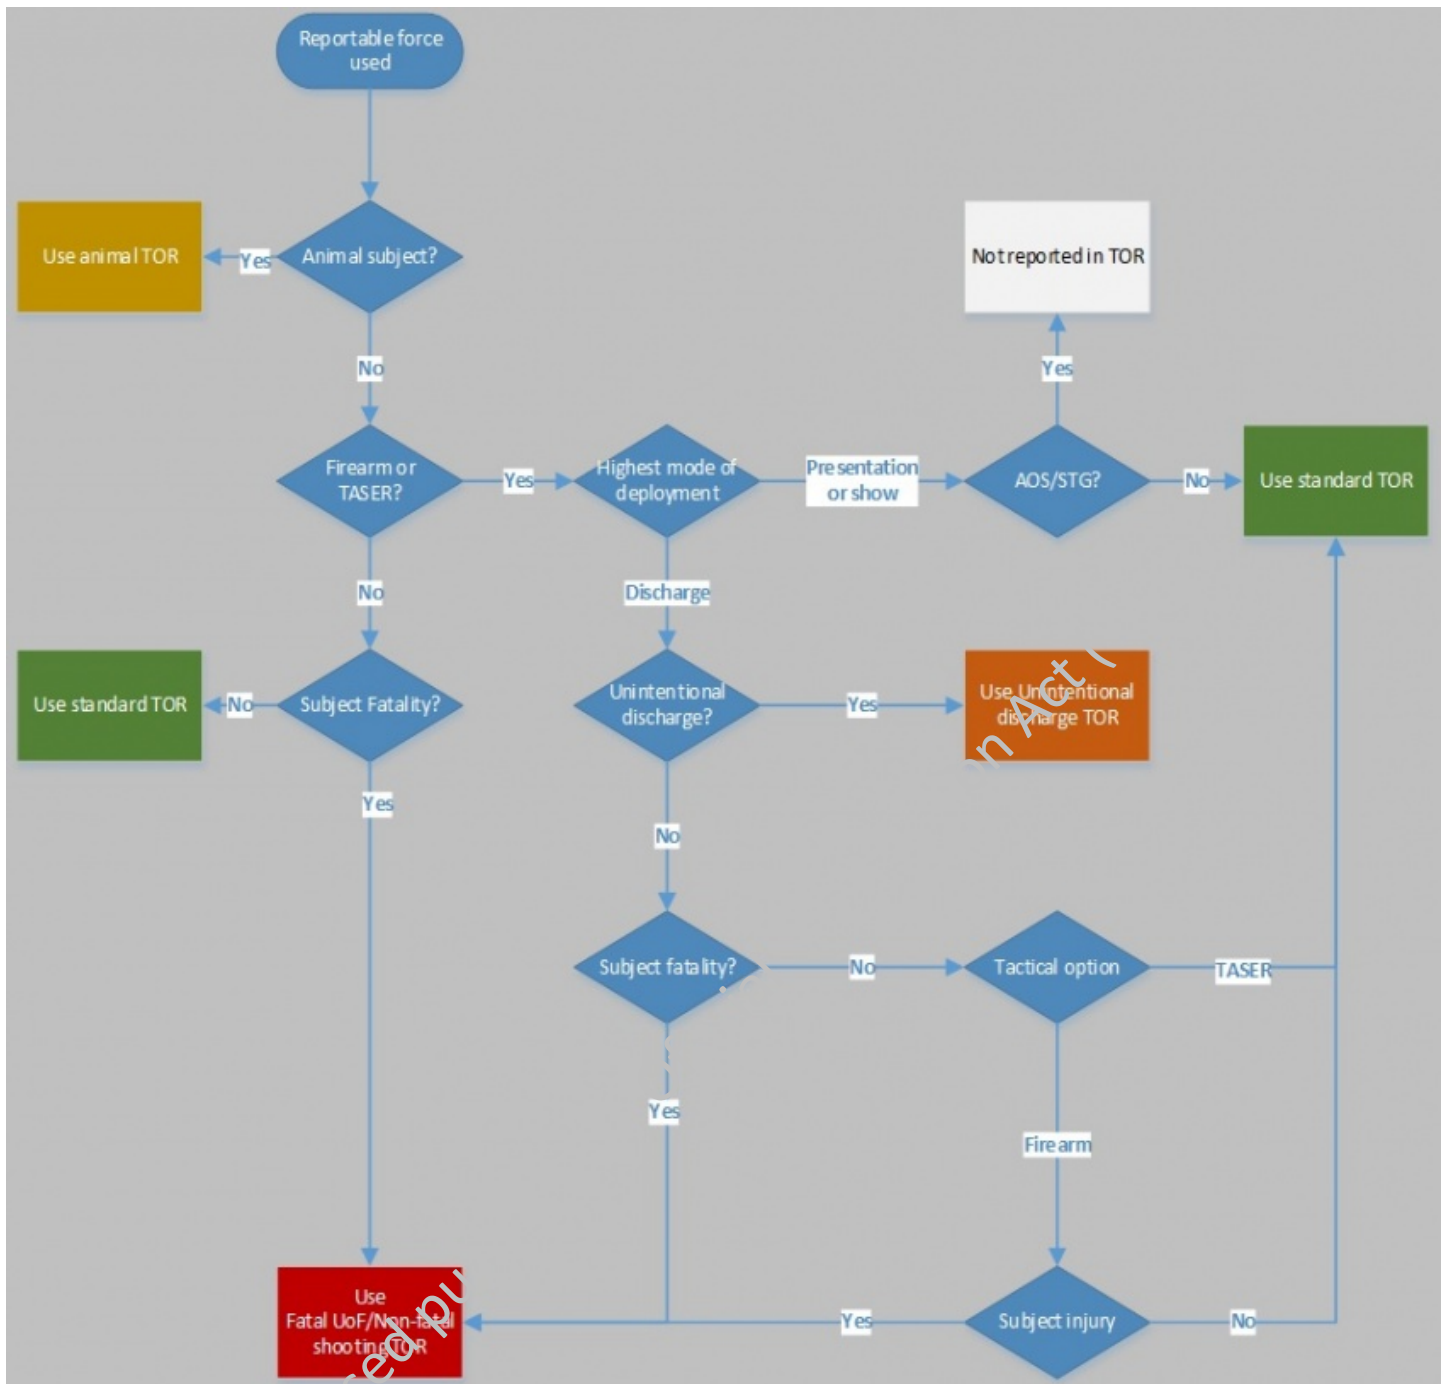 Reportable force
used
Use animal TOR
Yes
Animal subject?
Not reported in TOR
No
Yes
Firearm or
TASER?
Yes
Highest mode of
deployment
Presentation
or show
AOS/STG?
No
Use standard TOR
No
Discharge
Use standard TOR
No
Subject Fatality?
Unintentional
discharge?
Yes
Use Unintentional
discharge TOR
Yes
No
Subject fatality?
No
Tactical option
TASER
Yes
Firearm
Use
Fatal UoF/Non-fatal
shooting TOR
Yes
Subject injury
No
Act